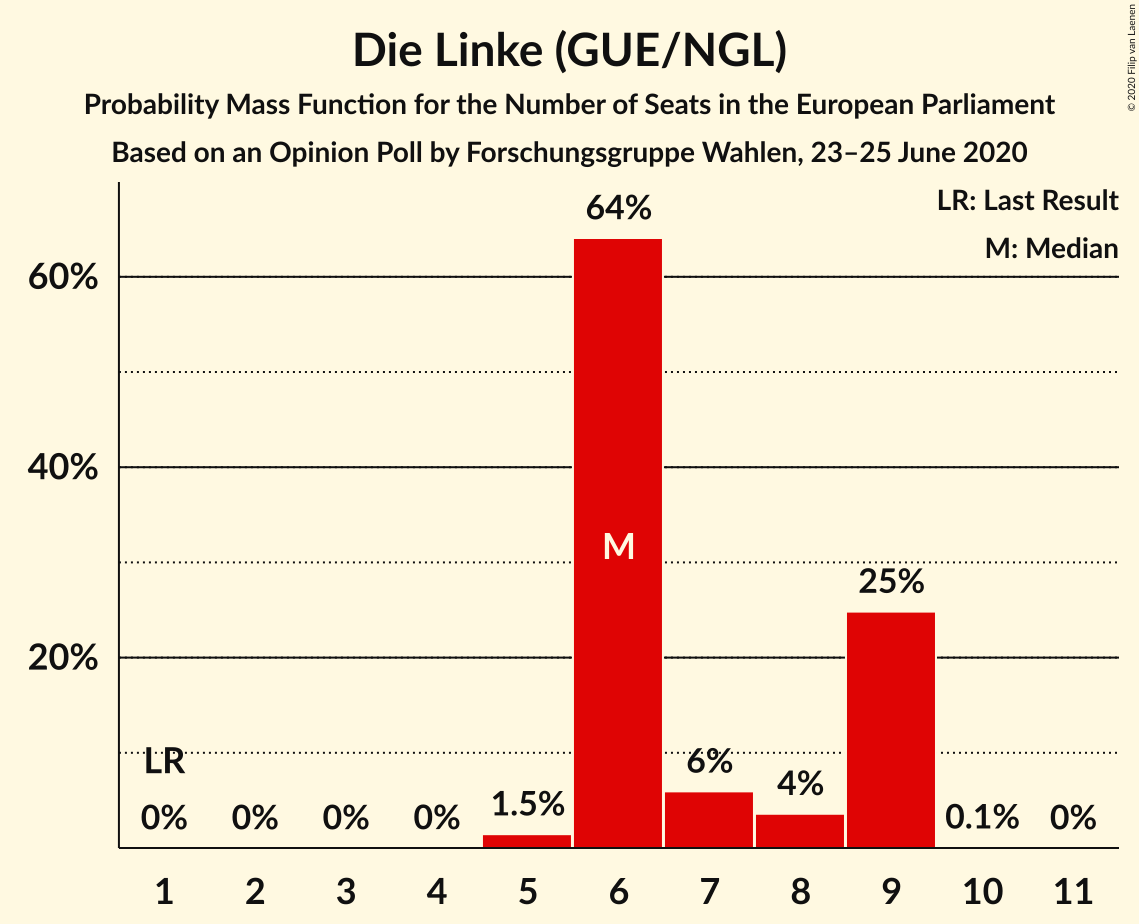 Die Linke (GUE/NGL)
Probability Mass Function for the Number of Seats in the European Parliament
Based on an Opinion Poll by Forschungsgruppe Wahlen, 23–25 June 2020
© 2020 Filip van Laenen
LR: Last Result
M: Median
64%
60%
40%
M
25%
20%
LR
6%
4%
1.5%
0% 0% 0% 0% 0.1% 0%
1 2 3 4 5 6 7 8 9 10 11